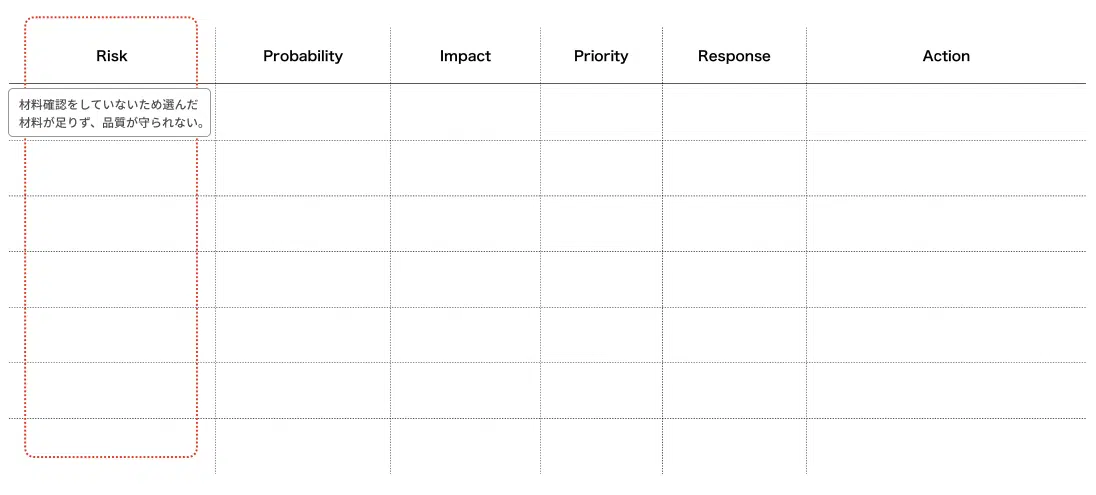 Risk
Probability
Impact
Priority
Response
Action
材料確認をしていないため選んだ
材料が足りず、品質が守られない。